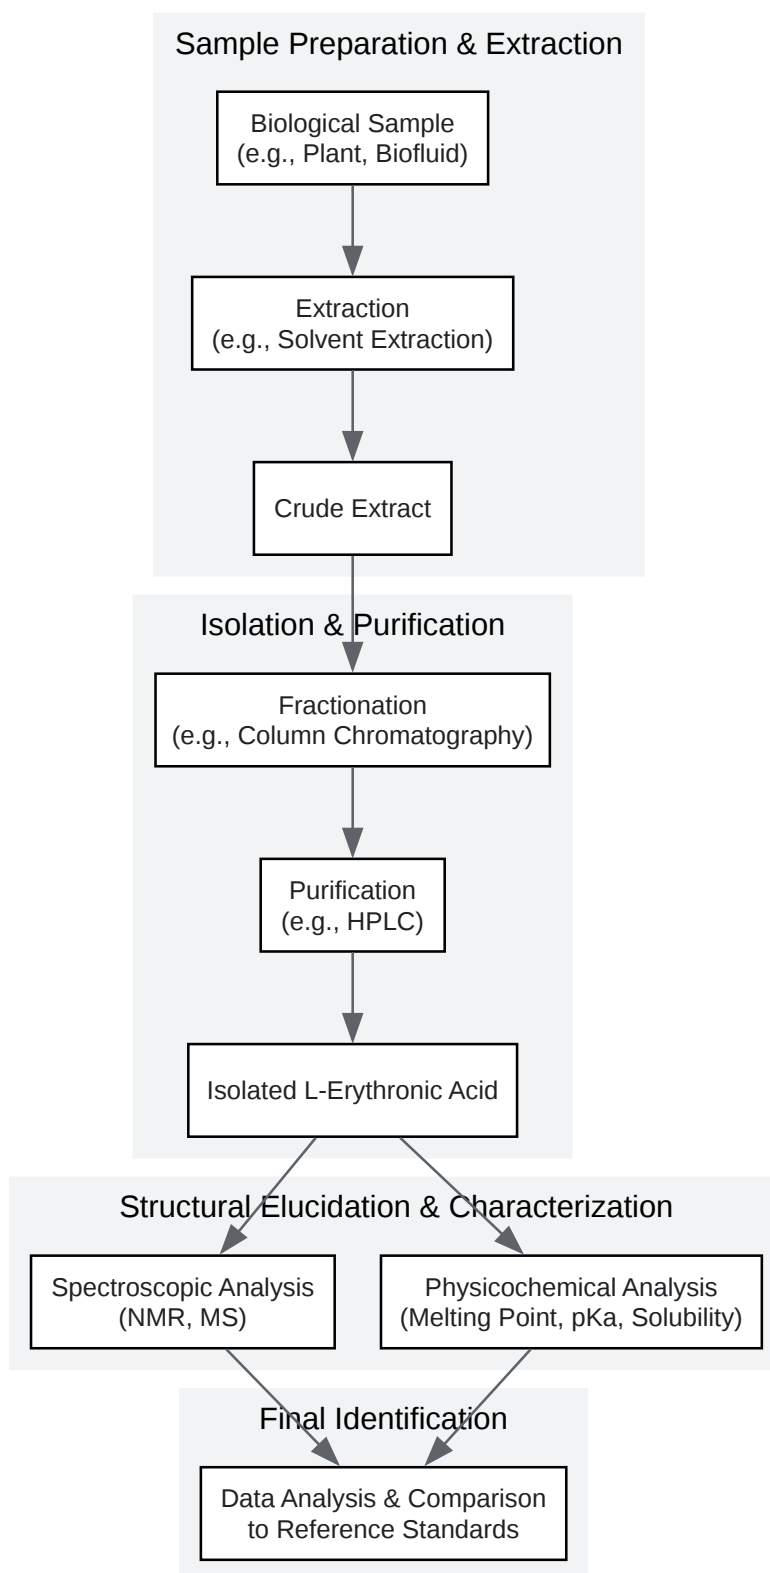 Sample Preparation & Extraction
Biological Sample
(e.g., Plant, Biofluid)
Extraction
(e.g., Solvent Extraction)
Crude Extract
Isolation & Purification
Fractionation
(e.g., Column Chromatography)
Purification
(e.g., HPLC)
Isolated L-Erythronic Acid
Structural Elucidation & Characterization
Spectroscopic Analysis
(NMR, MS)
Physicochemical Analysis
(Melting Point, pKa, Solubility)
Final Identification
Data Analysis & Comparison
to Reference Standards